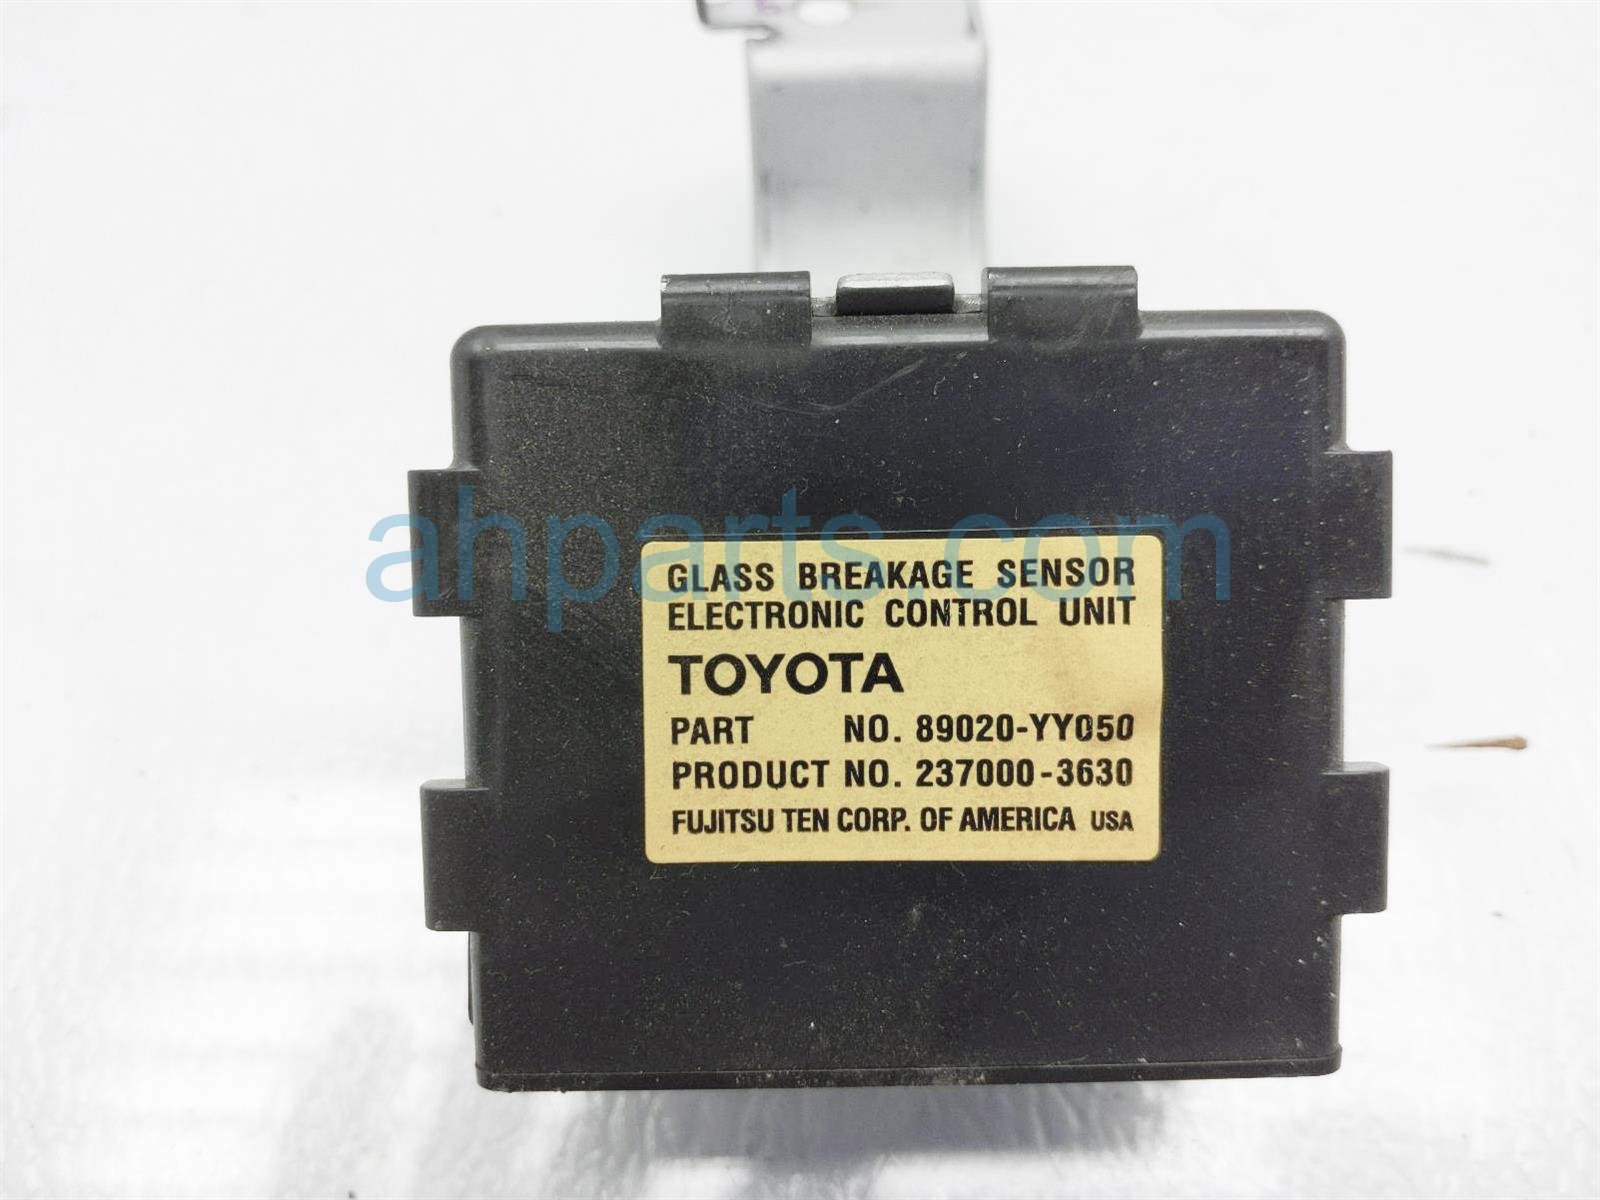 GLASS BREAKAGE SENSOR
ELECTRONIC CONTROL UNIT
TOYOTA
PART NO. 89020-YY050
PRODUCT NO. 237000-3630
FUJITSU TEN CORP. OF AMERICA USA
ahparts.com